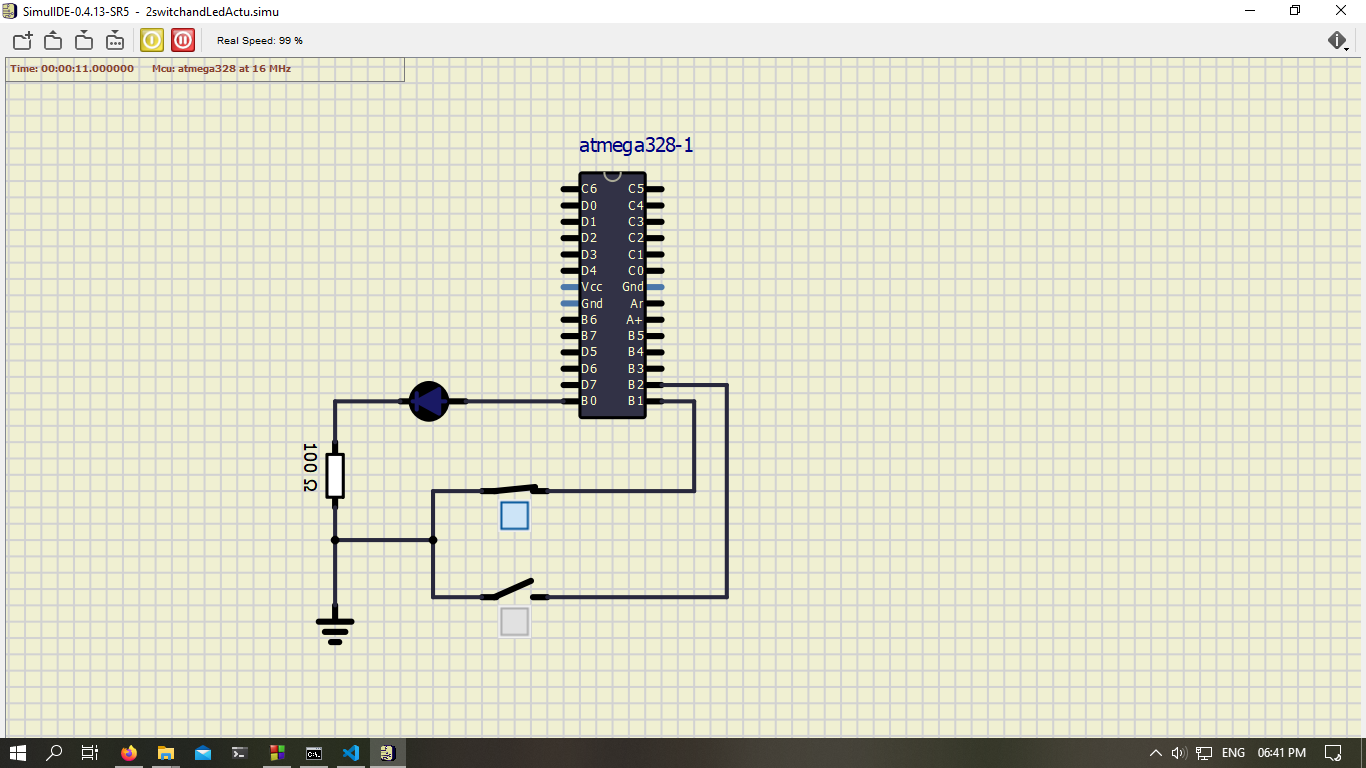 SimulIDE-0.4.13-SR5 - 2switchandLedActu.simu
Real Speed: 99 %
Time: 00:00:11.000000 Mcu: atmega328 at 16 MHz
atmega328-1
C6 C5
D0 C4
D1 C3
D2 C2
D3 C1
D4 C0
Vcc Gnd
Gnd Ar
B6 A+
B7 B5
D5 B4
D6 B3
D7 B2
B0 B1
100 Ω
ENG 06:41 PM